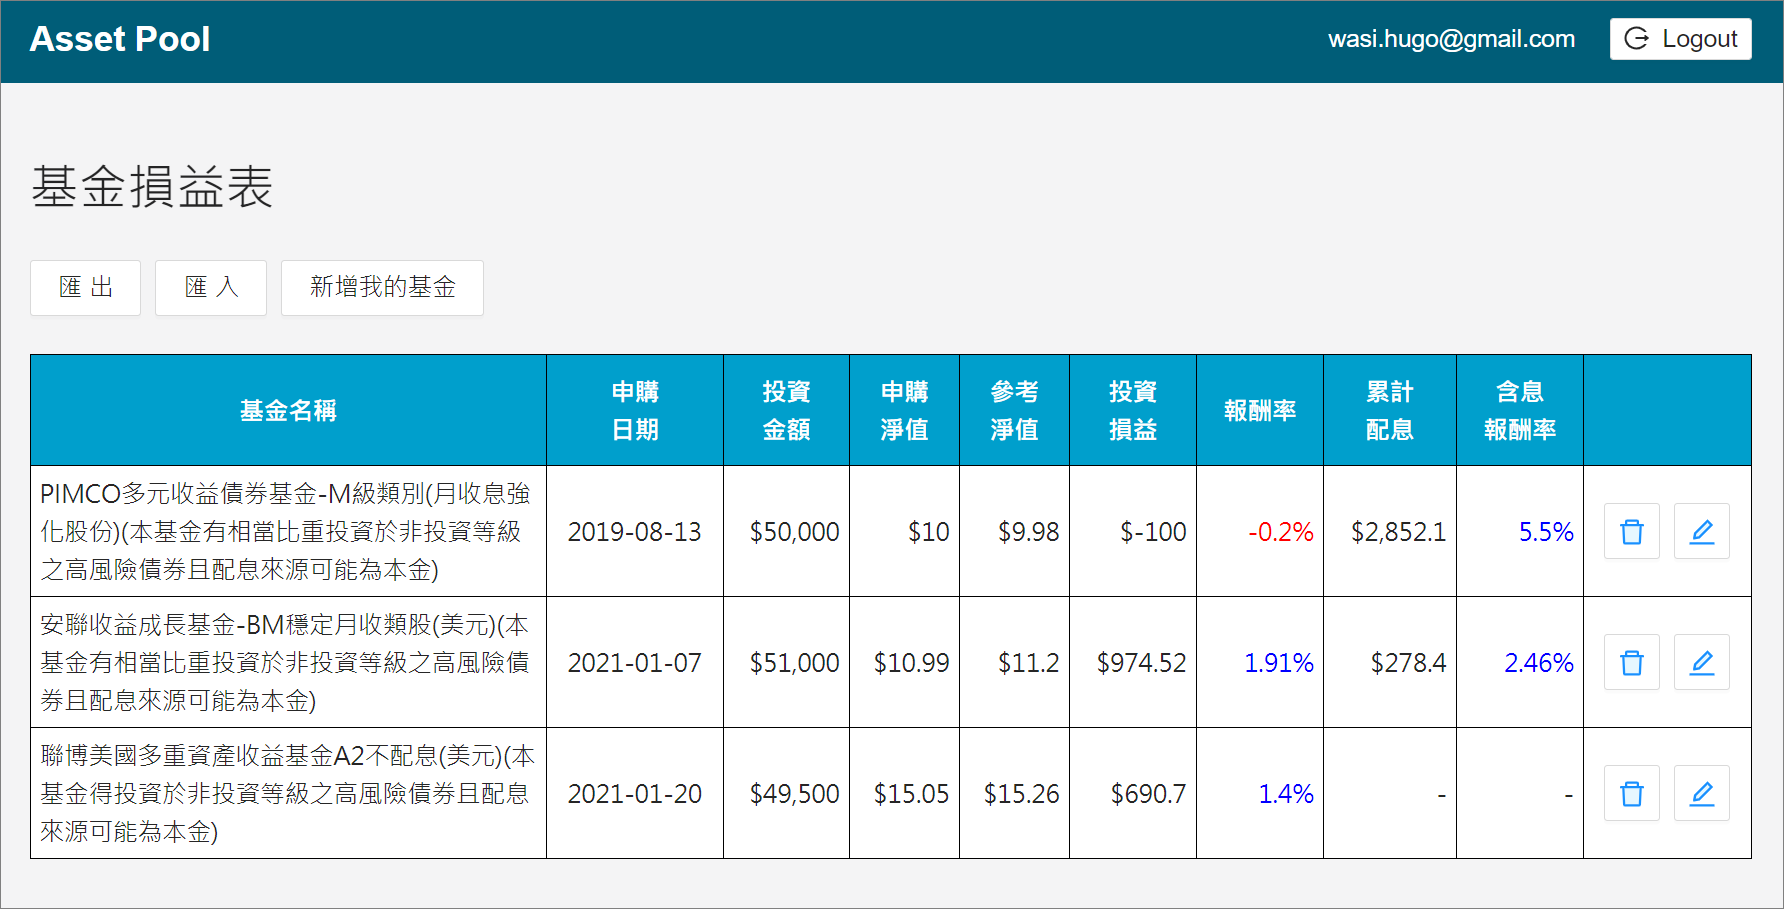 Asset Pool
wasi.hugo@gmail.com
Logout
基金損益表
匯 出
匯 入
新增我的基金
基金名稱
申購
日期
投資
金額
申購
淨值
參考
淨值
投資
損益
報酬率
累計
配息
含息
報酬率
PIMCO多元收益債券基金-M級類別(月收息強
化股份)(本基金有相當比重投資於非投資等級
之高風險債券且配息來源可能為本金)
2019-08-13
$50,000
$10
$9.98
$-100
-0.2%
$2,852.1
5.5%
安聯收益成長基金-BM穩定月收類股(美元)(本
基金有相當比重投資於非投資等級之高風險債
券且配息來源可能為本金)
2021-01-07
$51,000
$10.99
$11.2
$974.52
1.91%
$278.4
2.46%
聯博美國多重資產收益基金A2不配息(美元)(本
基金得投資於非投資等級之高風險債券且配息
來源可能為本金)
2021-01-20
$49,500
$15.05
$15.26
$690.7
1.4%
-
-